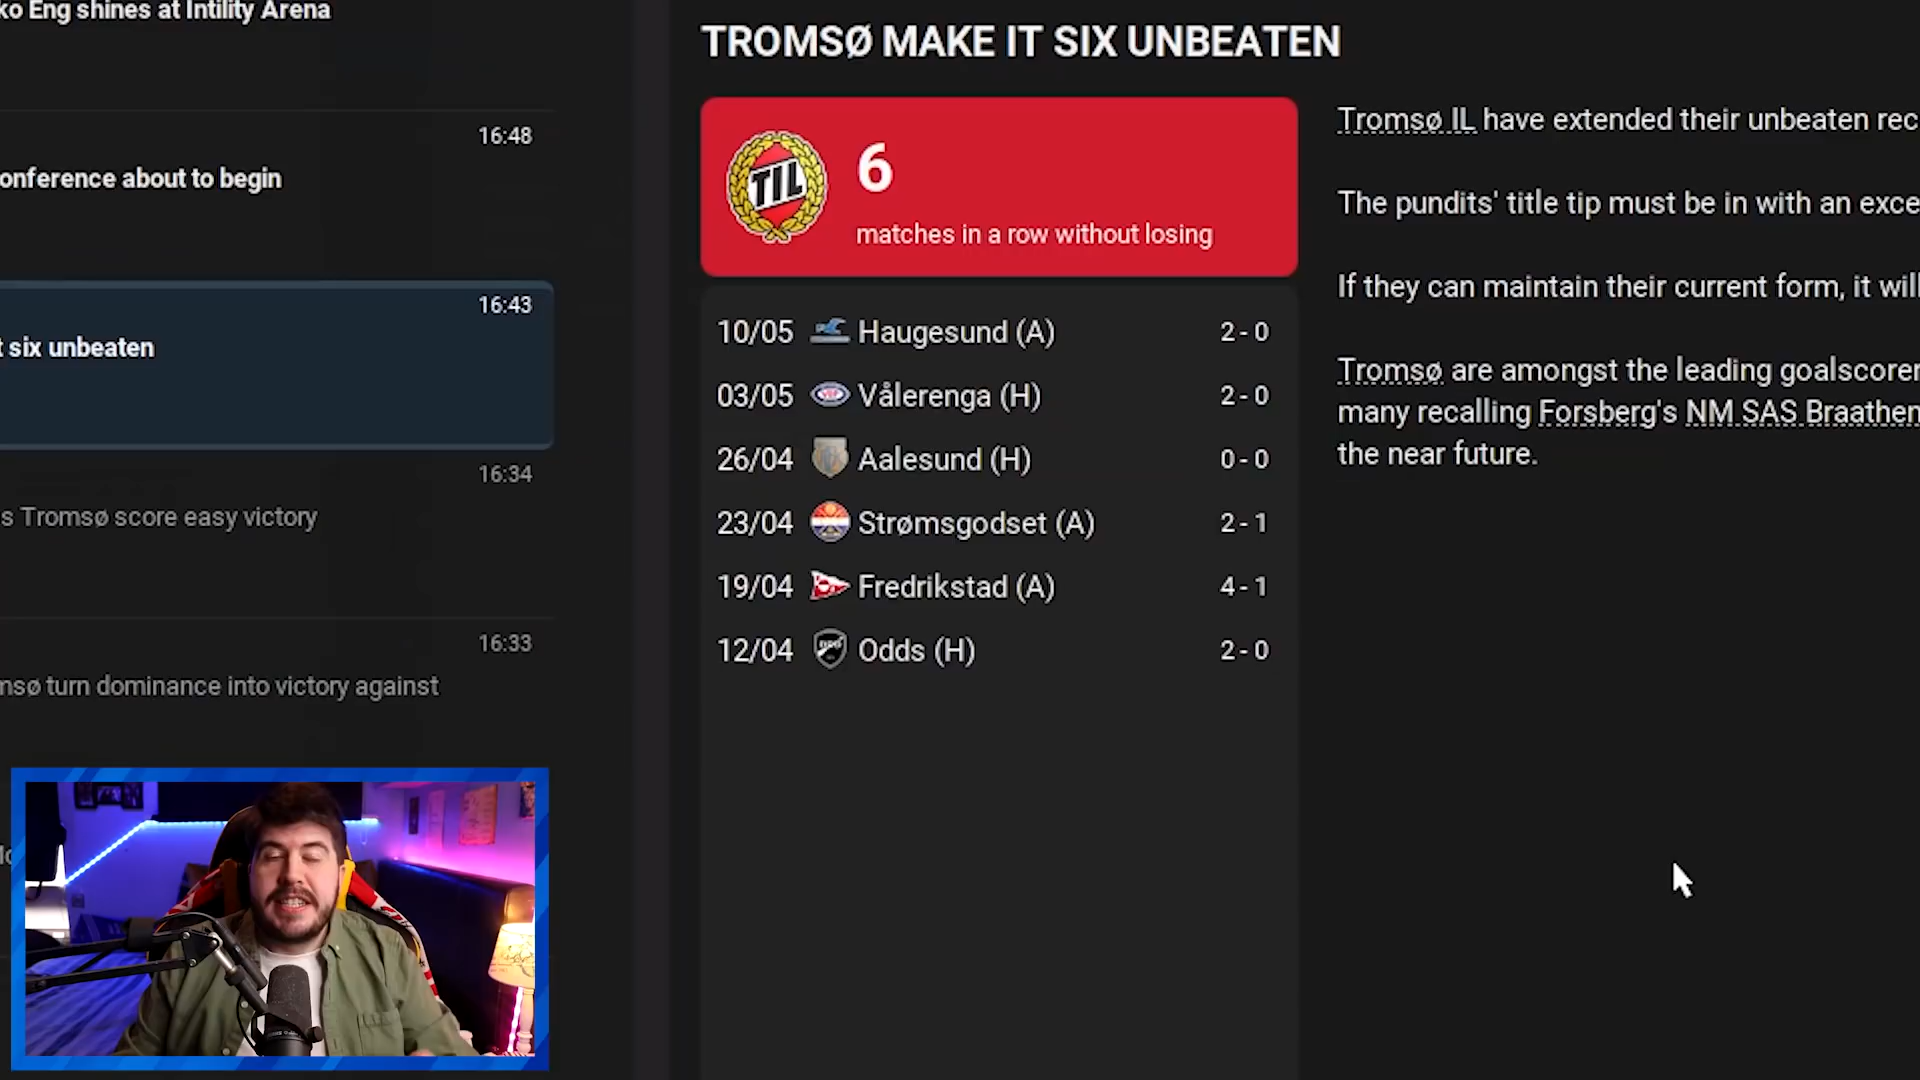 ko Eng shines at Intility Arena
16:48
onference about to begin
16:43
t six unbeaten
16:34
s Tromsø score easy victory
16:33
msø turn dominance into victory against
TROMSØ MAKE IT SIX UNBEATEN
TIL
6
matches in a row without losing
10/05 Haugesund (A) 2 - 0
03/05 Vålerenga (H) 2 - 0
26/04 Aalesund (H) 0 - 0
23/04 Strømsgodset (A) 2 - 1
19/04 Fredrikstad (A) 4 - 1
12/04 Odds (H) 2 - 0
Tromsø IL have extended their unbeaten rec
The pundits' title tip must be in with an exce
If they can maintain their current form, it will
Tromsø are amongst the leading goalscorer
many recalling Forsberg's NM SAS Braathen
the near future.